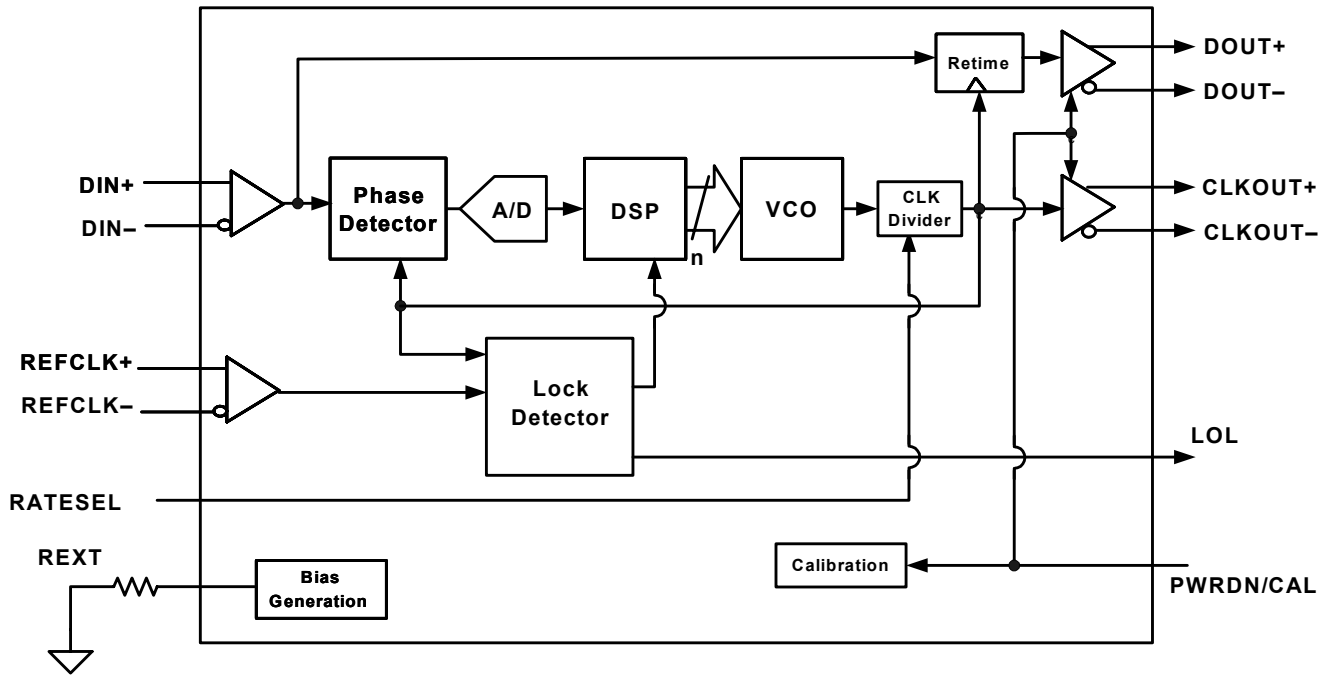 DOUT+
Retime
DOUT–
DIN+
DIN–
Phase
Detector
A/D
DSP
n
VCO
CLK
Divider
CLKOUT+
CLKOUT–
REFCLK+
REFCLK–
Lock
Detector
LOL
RATESEL
REXT
Bias
Generation
Calibration
PWRDN/CAL